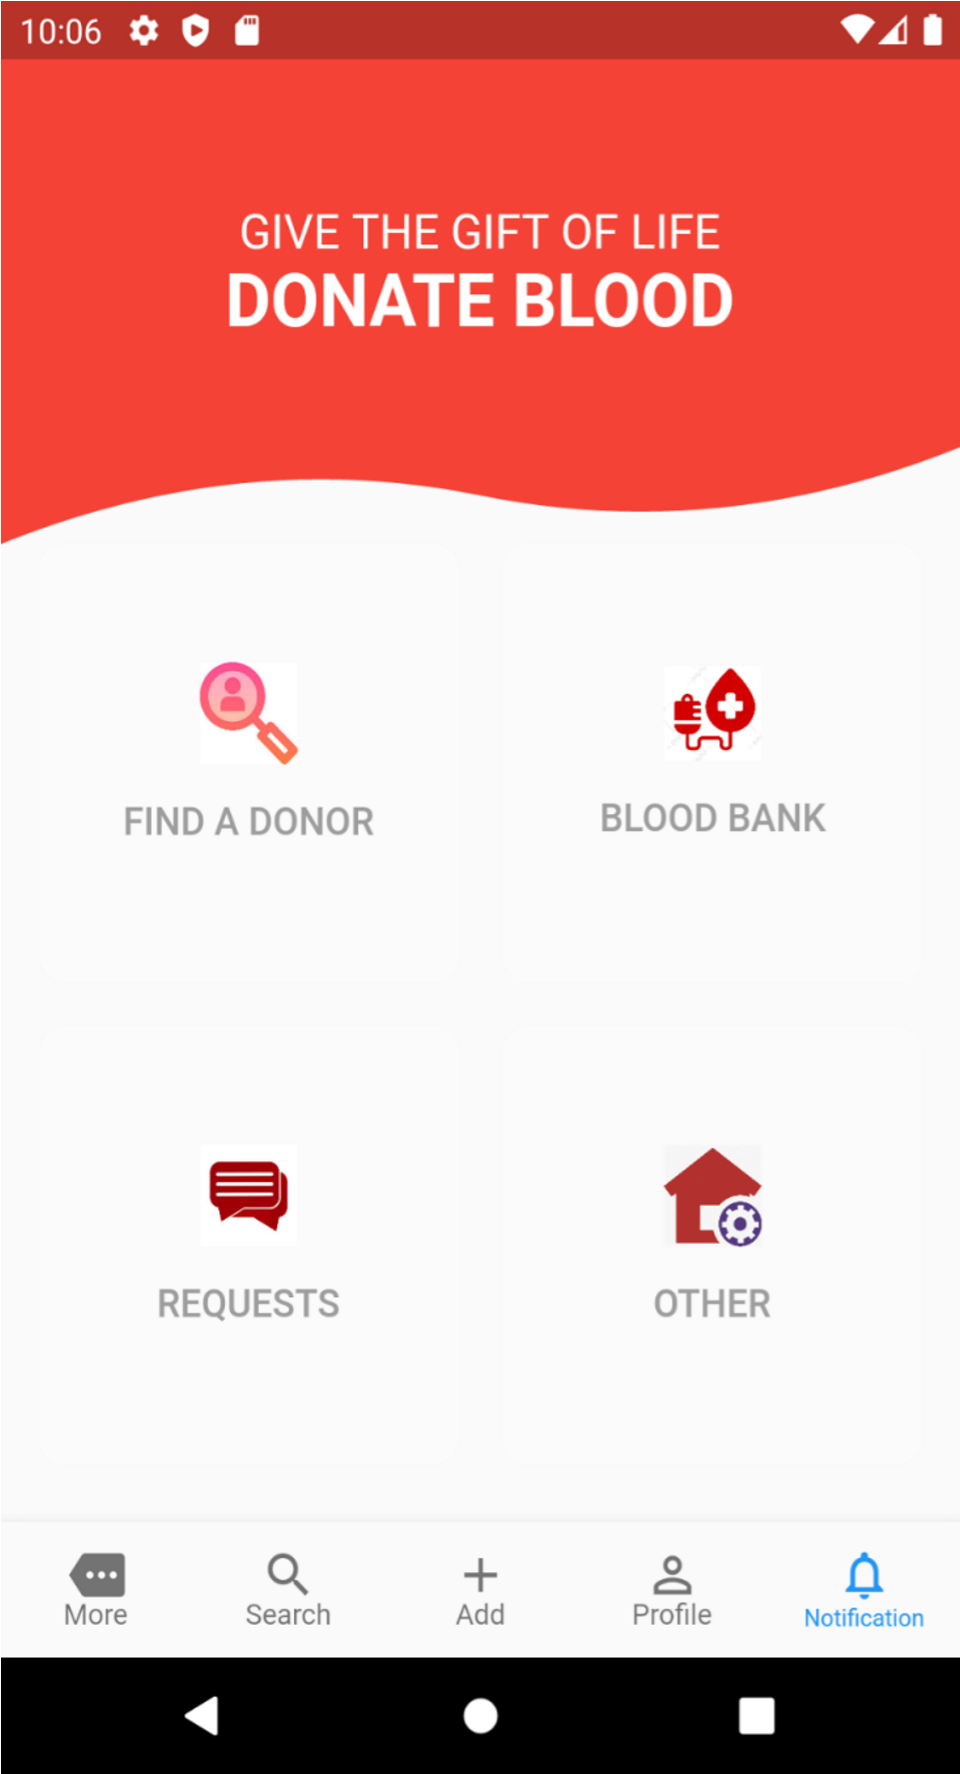 10:06
GIVE THE GIFT OF LIFE
DONATE BLOOD
FIND A DONOR
BLOOD BANK
REQUESTS
OTHER
More
Search
Add
Profile
Notification